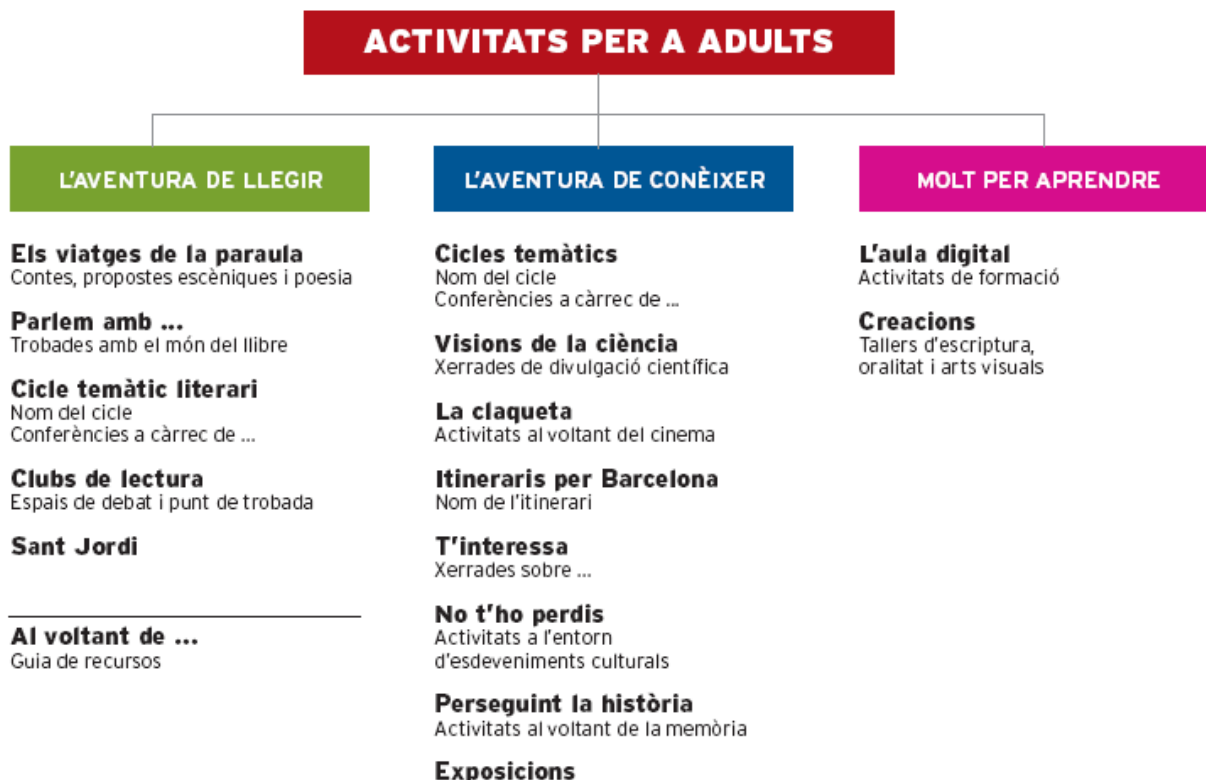 ACTIVITATS PER A ADULTS
L'AVENTURA DE LLEGIR
Els viatges de la paraula
Contes, propostes escèniques i poesia
Parlem amb ...
Trobades amb el món del llibre
Cicle temàtic literari
Nom del cicle
Conferències a càrrec de ...
Clubs de lectura
Espais de debat i punt de trobada
Sant Jordi
Al voltant de ...
Guia de recursos
L'AVENTURA DE CONÈIXER
Cicles temàtics
Nom del cicle
Conferències a càrrec de ...
Visions de la ciència
Xerrades de divulgació científica
La claqueta
Activitats al voltant del cinema
Itineraris per Barcelona
Nom de l'itinerari
T'interessa
Xerrades sobre ...
No t'ho perdis
Activitats a l'entorn
d'esdeveniments culturals
Perseguint la història
Activitats al voltant de la memòria
Exposicions
MOLT PER APRENDRE
L'aula digital
Activitats de formació
Creacions
Tallers d'escriptura,
oralitat i arts visuals